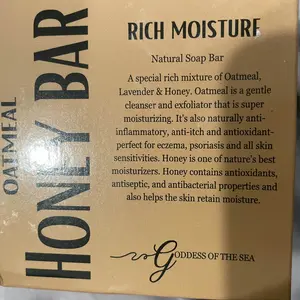 OATMEAL
HONEY BAR
RICH MOISTURE
Natural Soap Bar
A special rich mixture of Oatmeal,
Lavender & Honey. Oatmeal is a gentle
cleanser and exfoliator that is super
moisturizing. It's also naturally anti-
inflammatory, anti-itch and antioxidant-
perfect for eczema, psoriasis and all skin
sensitivities. Honey is one of nature's best
moisturizers. Honey contains antioxidants,
antiseptic, and antibacterial properties and
also helps the skin retain moisture.
GODDESS OF THE SEA